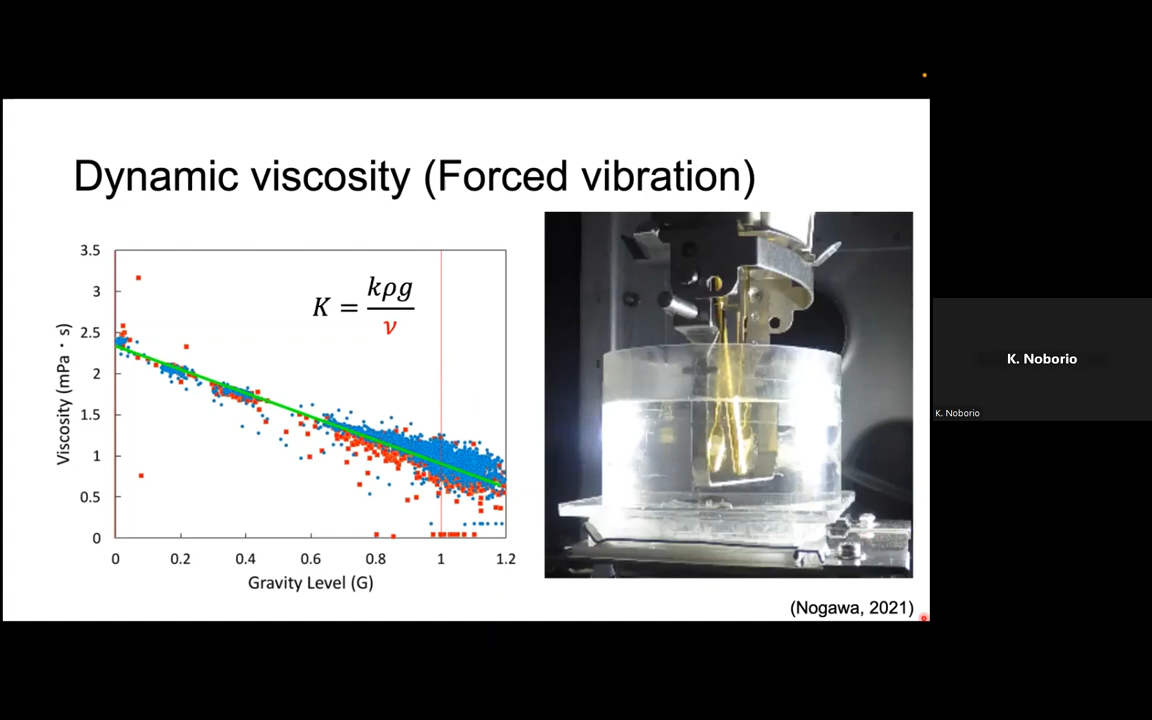 Dynamic viscosity (Forced vibration)
3.5
3
2.5
2
1.5
1
0.5
0
Viscosity (mPa・s)
K = kρg / ν
0 0.2 0.4 0.6 0.8 1 1.2
Gravity Level (G)
(Nogawa, 2021)
K. Noborio
K. Noborio